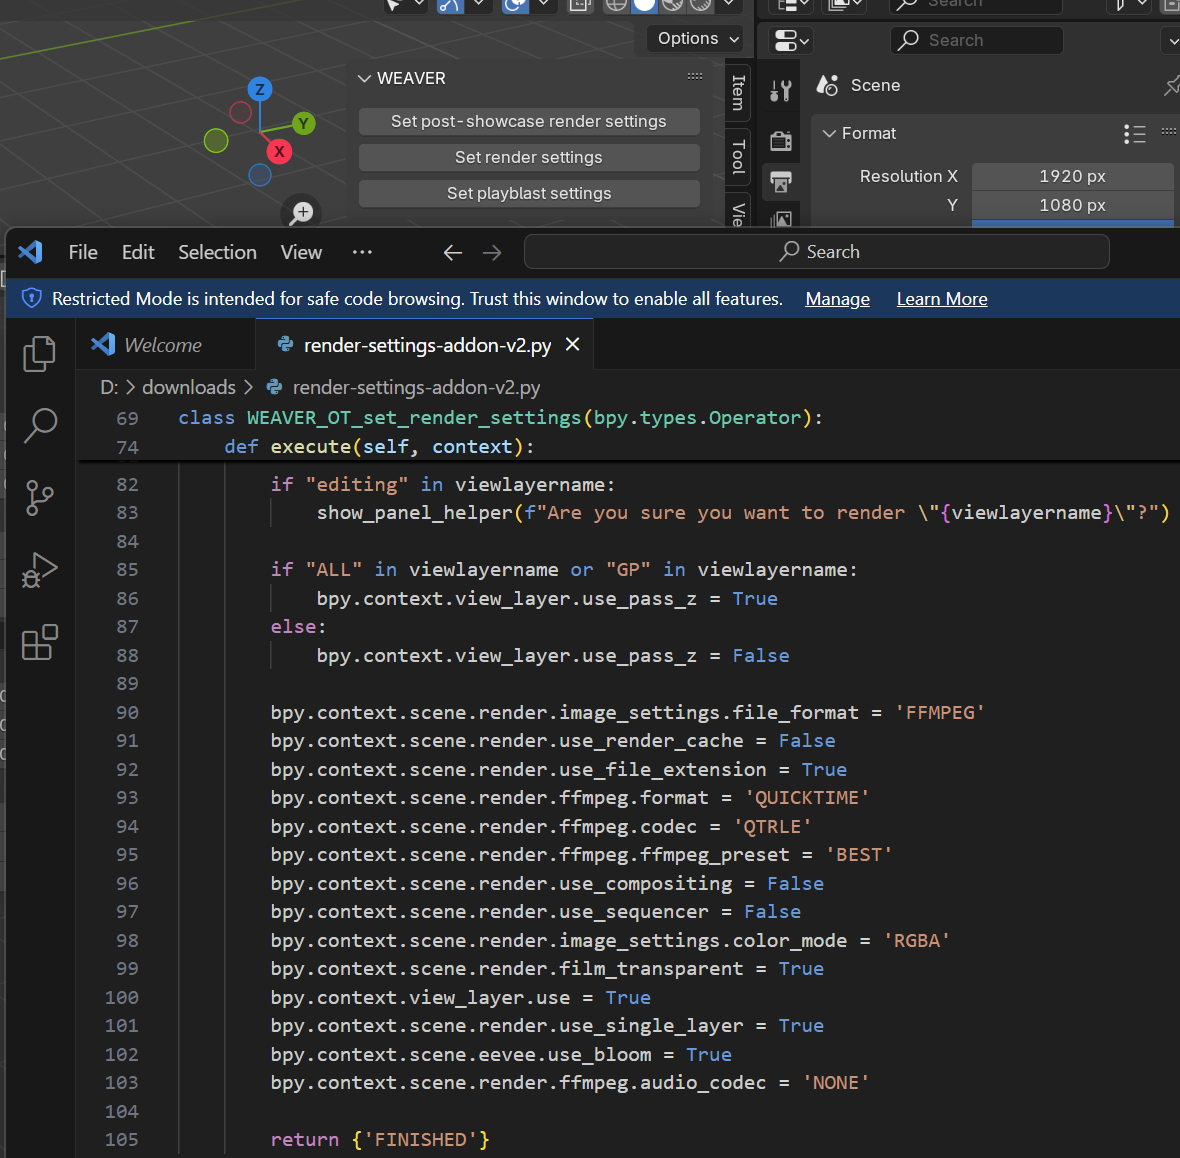 Search
Options
Search
WEAVER
Item
Scene
Z
Set post-showcase render settings
Y
Format
X
Set render settings
Tool
Resolution X
1920 px
Set playblast settings
Y
1080 px
File
Edit
Selection
View
Search
Restricted Mode is intended for safe code browsing. Trust this window to enable all features.
Manage
Learn More
Welcome
render-settings-addon-v2.py
D: > downloads > render-settings-addon-v2.py
69 class WEAVER_OT_set_render_settings(bpy.types.Operator):
74 def execute(self, context):
82 if "editing" in viewlayername:
83 show_panel_helper(f"Are you sure you want to render \"{viewlayername}\"?")
84
85 if "ALL" in viewlayername or "GP" in viewlayername:
86 bpy.context.view_layer.use_pass_z = True
87 else:
88 bpy.context.view_layer.use_pass_z = False
89
90 bpy.context.scene.render.image_settings.file_format = 'FFMPEG'
91 bpy.context.scene.render.use_render_cache = False
92 bpy.context.scene.render.use_file_extension = True
93 bpy.context.scene.render.ffmpeg.format = 'QUICKTIME'
94 bpy.context.scene.render.ffmpeg.codec = 'QTRLE'
95 bpy.context.scene.render.ffmpeg.ffmpeg_preset = 'BEST'
96 bpy.context.scene.render.use_compositing = False
97 bpy.context.scene.render.use_sequencer = False
98 bpy.context.scene.render.image_settings.color_mode = 'RGBA'
99 bpy.context.scene.render.film_transparent = True
100 bpy.context.view_layer.use = True
101 bpy.context.scene.render.use_single_layer = True
102 bpy.context.scene.eevee.use_bloom = True
103 bpy.context.scene.render.ffmpeg.audio_codec = 'NONE'
104
105 return {'FINISHED'}